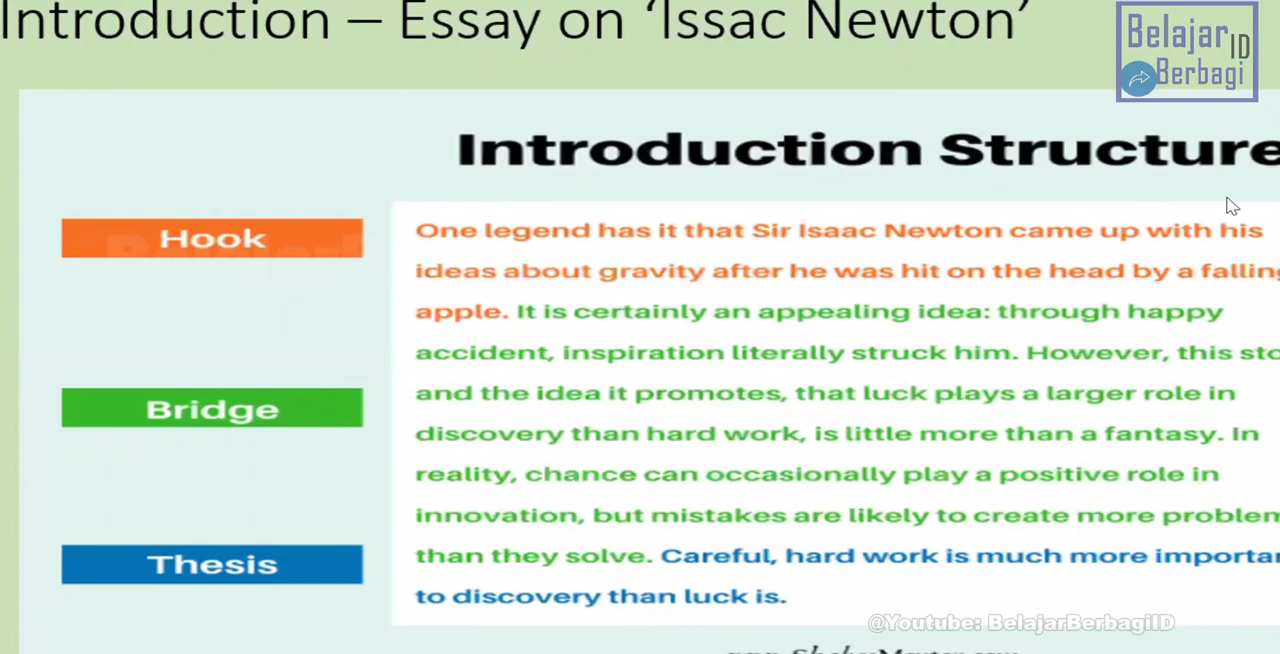 Introduction – Essay on ‘Issac Newton’
Belajar ID
Berbagi
Introduction Structure
Hook
One legend has it that Sir Isaac Newton came up with his
ideas about gravity after he was hit on the head by a falling
apple. It is certainly an appealing idea: through happy
accident, inspiration literally struck him. However, this sto
Bridge
and the idea it promotes, that luck plays a larger role in
discovery than hard work, is little more than a fantasy. In
reality, chance can occasionally play a positive role in
innovation, but mistakes are likely to create more problem
Thesis
than they solve. Careful, hard work is much more importan
to discovery than luck is.
@Youtube: BelajarBerbagiID